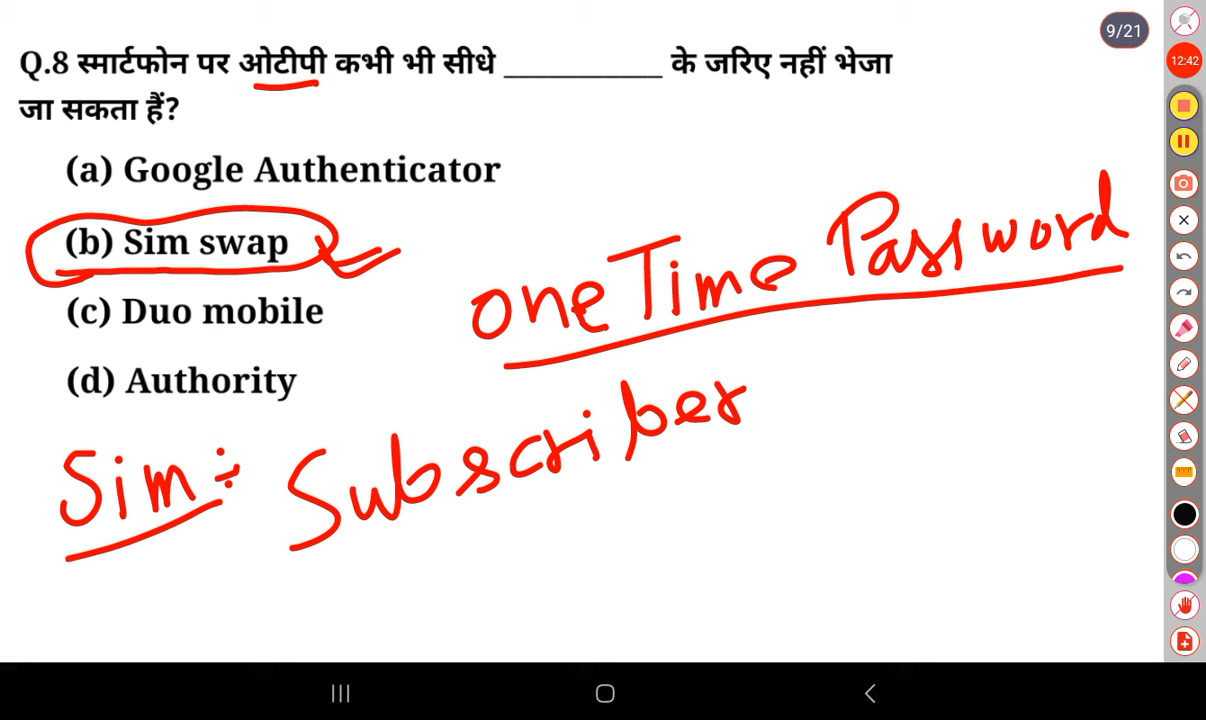 9/21
Q.8 स्मार्टफोन पर ओटीपी कभी भी सीधे ____________ के जरिए नहीं भेजा
12:42
जा सकता हैं?
(a) Google Authenticator
(b) Sim swap
one Time Password
(c) Duo mobile
(d) Authority
Sim ÷ Subscriber